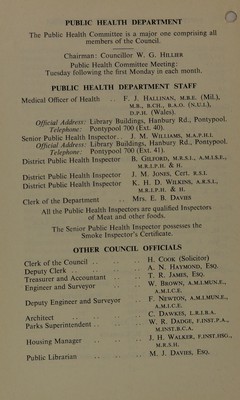 PUBLIC HEALTH DEPARTMENT
The Public Health Committee is a major one comprising all
members of the Council.
Chairman: Councillor W. G. HILLIER
Public Health Committee Meeting:
Tuesday following the first Monday in each month.
PUBLIC HEALTH DEPARTMENT STAFF
Medical Officer of Health .. F. J. HALLINAN, M.B.E. (Mil.),
M.B., B.CH., B.A.O. (N.U.I.),
D.P.H. (Wales).
Official Address: Library Buildings, Hanbury Rd., Pontypool.
Telephone: Pontypool 700 (Ext. 40).
Senior Public Health Inspector .. J. M. WILLIAMS, M.A.P.H.I.
Official Address: Library Buildings, Hanbury Rd., Pontypool.
Telephone: Pontypool 700 (Ext. 41).
District Public Health Inspector B. GILFORD, M.R.S.I., A.M.I.S.E.,
M.R.I.P.H. & H.
District Public Health Inspector J. M. JONES, Cert. R.S.I.
District Public Health Inspector K. H. D. WILKINS, A.R.S.I.,
M.R.I.P.H. & H.
Clerk of the Department .. Mrs. E. B. DAVIES
All the Public Health Inspectors are qualified Inspectors
of Meat and other foods.
The Senior Public Health Inspector possesses the
Smoke Inspector's Certificate.
OTHER COUNCIL OFFICIALS
Clerk of the Council .. .. H. COOK (Solicitor)
Deputy Clerk .. .. .. A. N. HAYMOND, ESQ.
Treasurer and Accountant .. T. R. JAMES, ESQ.
Engineer and Surveyor .. W. BROWN, A.M.I.MUN.E.,
A.M.I.C.E.
Deputy Engineer and Surveyor F. NEWTON, A.M.I.MUN.E.,
A.M.I.C.E.
Architect .. .. .. C. DAWKES, L.R.I.B.A.
Parks Superintendent .. .. W. R. DADGE, F.INST.P.A.,
M.INST.B.C.A.
Housing Manager .. .. J. H. WALKER, F.INST.HSG.,
M.R.S.H.
Public Librarian .. .. M. J. DAVIES, ESQ.